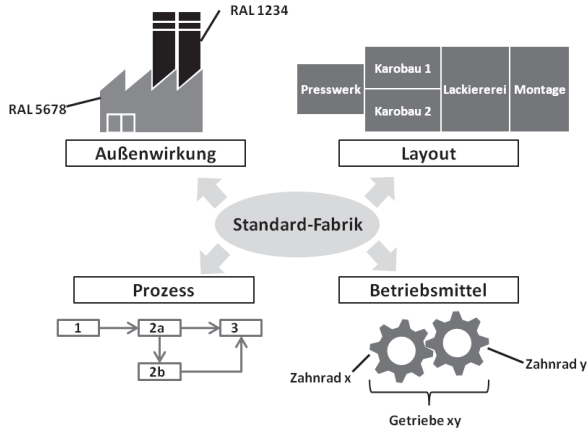 RAL 1234
RAL 5678
Außenwirkung
Presswerk
Karobau 1
Karobau 2
Lackiererei
Montage
Layout
Standard-Fabrik
Prozess
1
2a
3
2b
Betriebsmittel
Zahnrad x
Zahnrad y
Getriebe xy